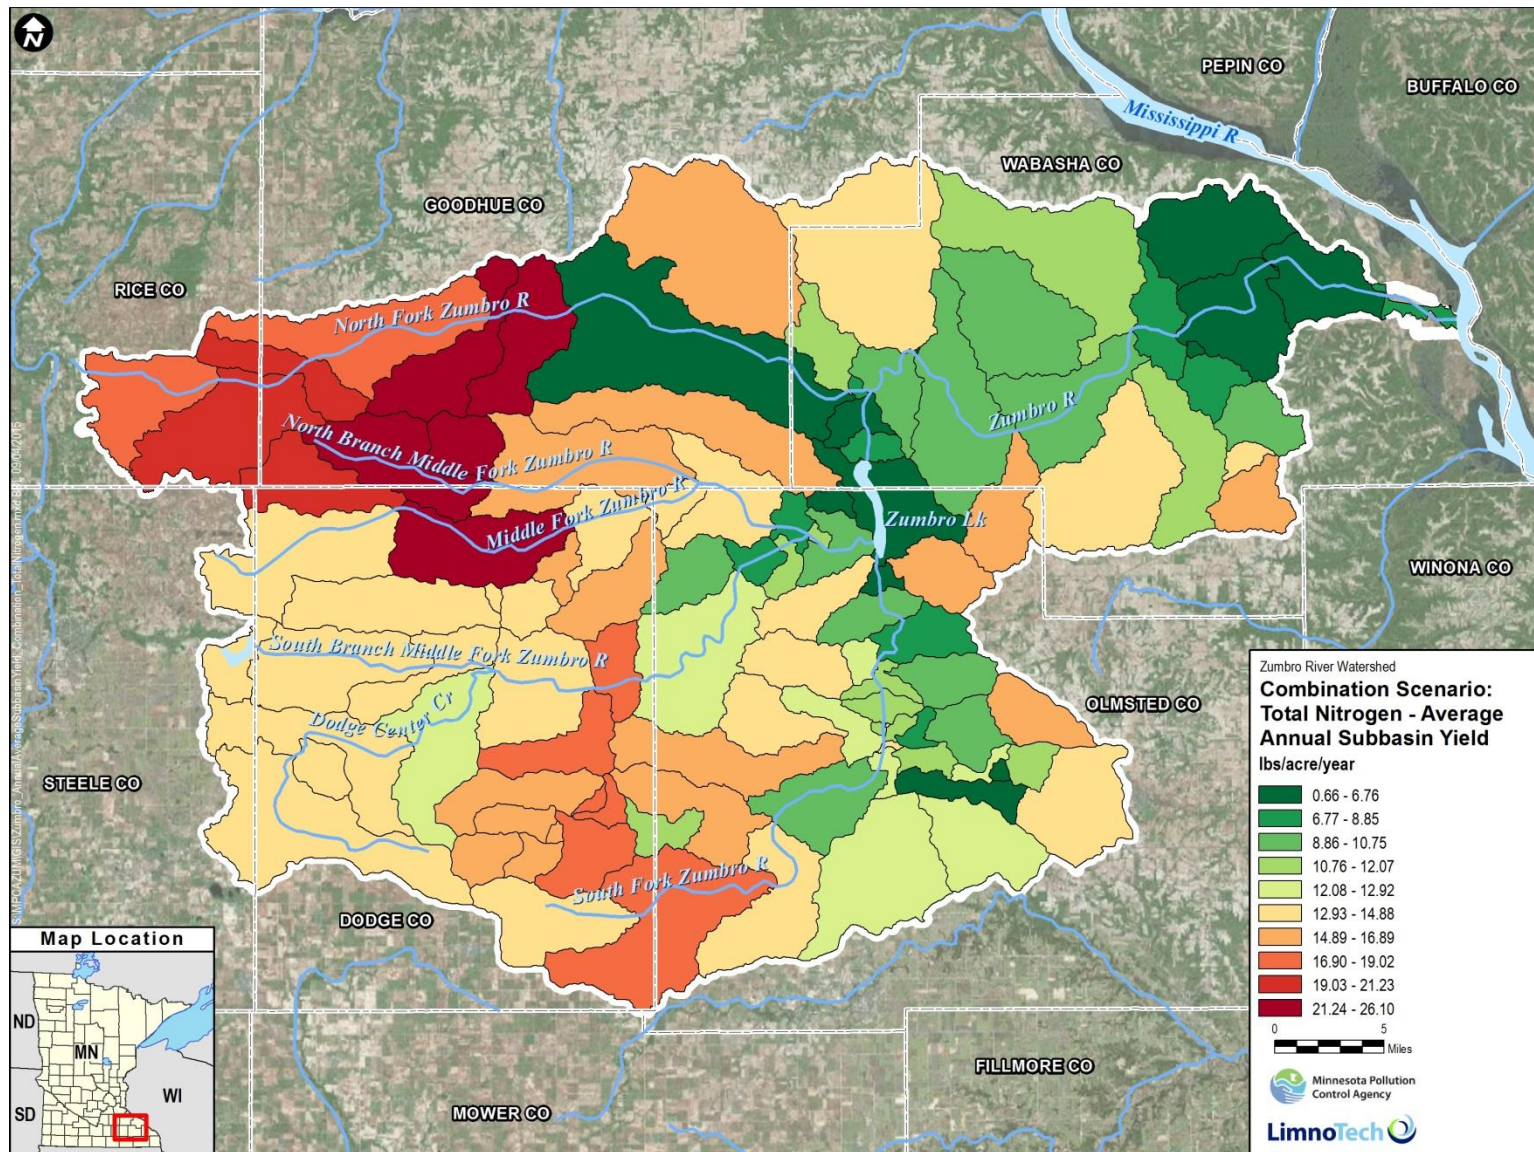 N
PEPIN CO
BUFFALO CO
Mississippi R
WABASHA CO
GOODHUE CO
RICE CO
North Fork Zumbro R
North Branch Middle Fork Zumbro R
Zumbro R
Middle Fork Zumbro R
Zumbro Lk
WINONA CO
South Branch Middle Fork Zumbro R
Dodge Center Cr
OLMSTED CO
STEELE CO
South Fork Zumbro R
DODGE CO
FILLMORE CO
MOWER CO
Zumbro River Watershed
Combination Scenario:
Total Nitrogen - Average
Annual Subbasin Yield
lbs/acre/year
0.66 - 6.76
6.77 - 8.85
8.86 - 10.75
10.76 - 12.07
12.08 - 12.92
12.93 - 14.88
14.89 - 16.89
16.90 - 19.02
19.03 - 21.23
21.24 - 26.10
0 5
Miles
Minnesota Pollution
Control Agency
LimnoTech
Map Location
ND
MN
WI
SD